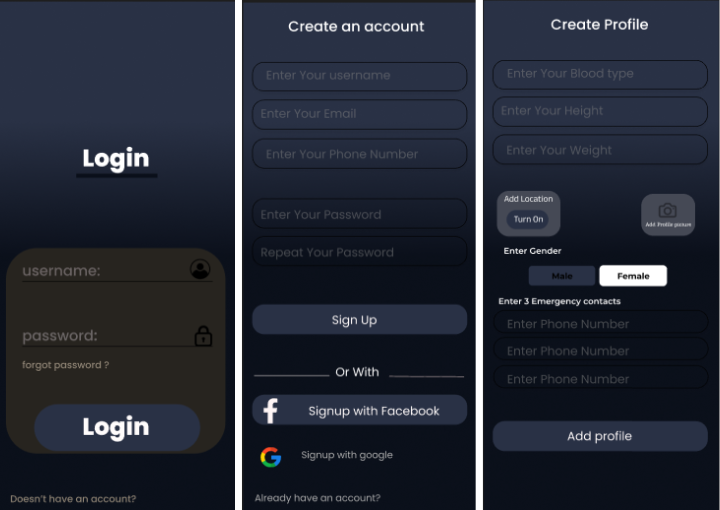 Login
username:
password:
forgot password ?
Login
Doesn't have an account?
Create an account
Enter Your username
Enter Your Email
Enter Your Phone Number
Enter Your Password
Repeat Your Password
Sign Up
Or With
Signup with Facebook
Signup with google
Already have an account?
Create Profile
Enter Your Blood type
Enter Your Height
Enter Your Weight
Add Location
Turn On
Add Profile picture
Enter Gender
Male
Female
Enter 3 Emergency contacts
Enter Phone Number
Enter Phone Number
Enter Phone Number
Add profile